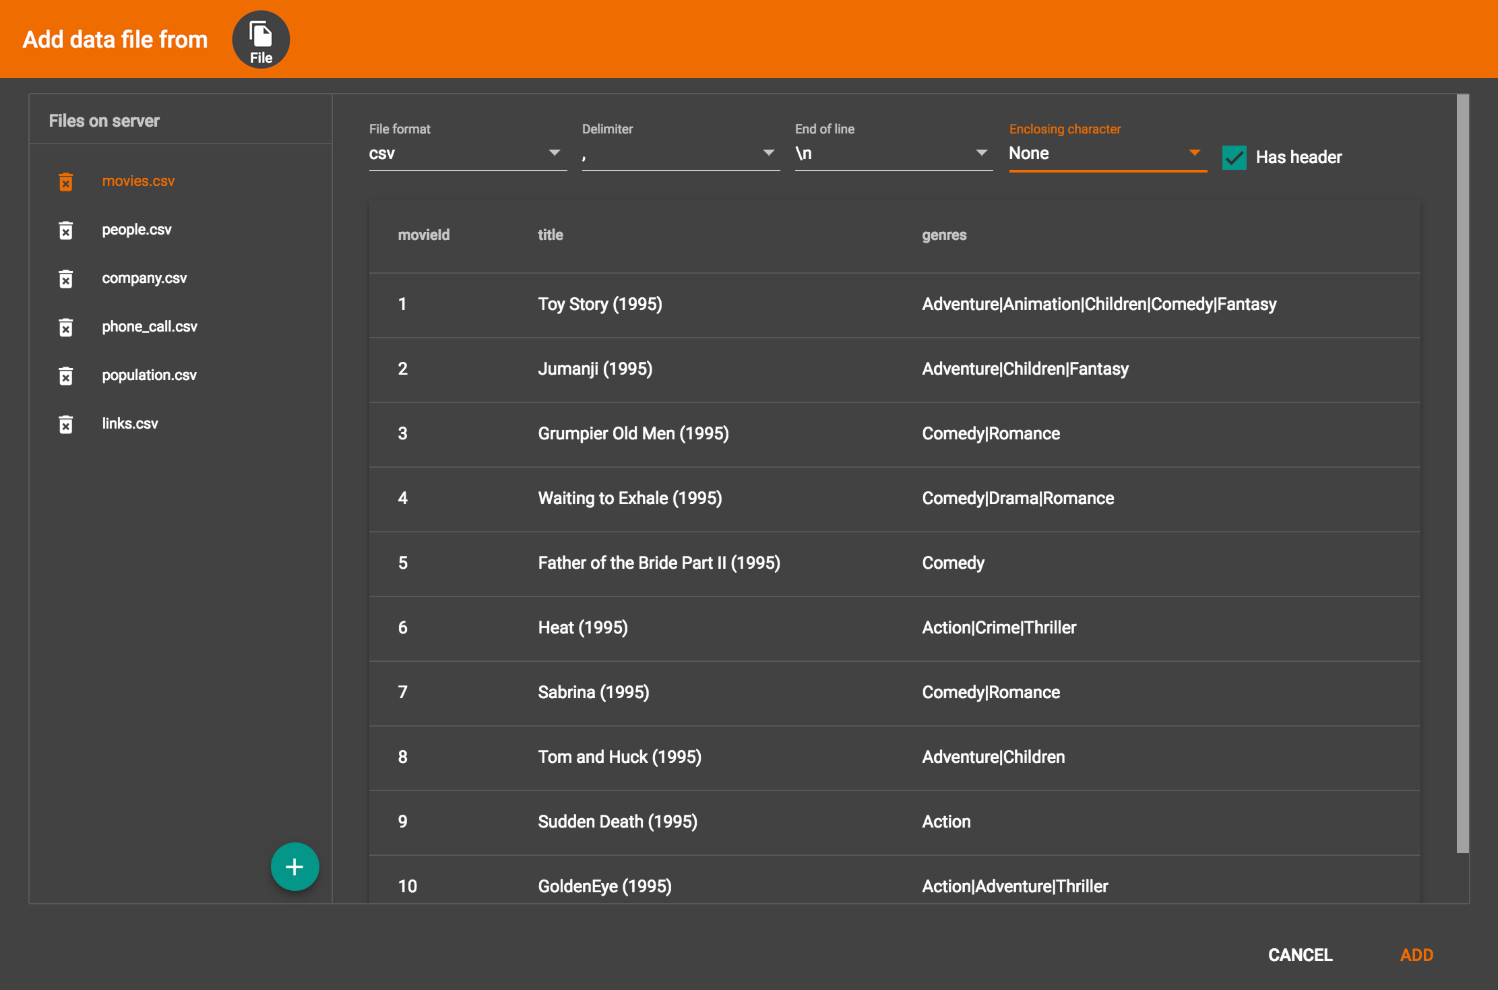 Add data file from
File
Files on server
movies.csv
people.csv
company.csv
phone_call.csv
population.csv
links.csv
File format
csv
Delimiter
,
End of line
\n
Enclosing character
None
Has header
movieId title genres
1 Toy Story (1995) Adventure|Animation|Children|Comedy|Fantasy
2 Jumanji (1995) Adventure|Children|Fantasy
3 Grumpier Old Men (1995) Comedy|Romance
4 Waiting to Exhale (1995) Comedy|Drama|Romance
5 Father of the Bride Part II (1995) Comedy
6 Heat (1995) Action|Crime|Thriller
7 Sabrina (1995) Comedy|Romance
8 Tom and Huck (1995) Adventure|Children
9 Sudden Death (1995) Action
10 GoldenEye (1995) Action|Adventure|Thriller
CANCEL ADD